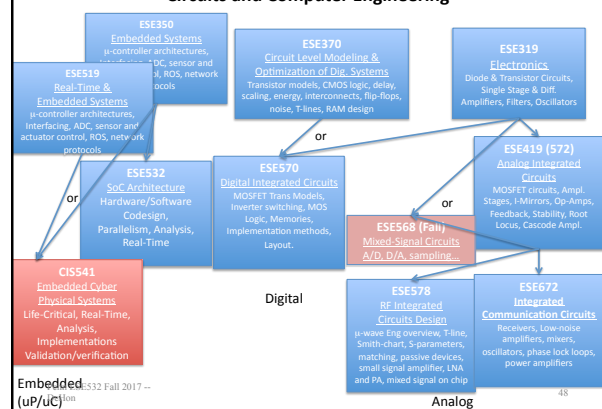 Circuits and Computer Engineering
ESE350
Embedded Systems
μ-controller architectures,
Interfacing, ADC, sensor and
ol, ROS, network
ocols
ESE519
Real-Time &
Embedded Systems
μ-controller architectures,
Interfacing, ADC, sensor and
actuator control, ROS, network
protocols
ESE370
Circuit Level Modeling &
Optimization of Dig. Systems
Transistor models, CMOS logic, delay,
scaling, energy, interconnects, flip-flops,
noise, T-lines, RAM design
ESE319
Electronics
Diode & Transistor Circuits,
Single Stage & Diff.
Amplifiers, Filters, Oscillators
or
ESE532
SoC Architecture
Hardware/Software
Codesign,
Parallelism, Analysis,
Real-Time
or
ESE570
Digital Integrated Circuits
MOSFET Trans Models,
Inverter switching, MOS
Logic, Memories,
Implementation methods,
Layout.
ESE419 (572)
Analog Integrated
Circuits
MOSFET circuits, Ampl.
Stages, I-Mirrors, Op-Amps,
Feedback, Stability, Root
Locus, Cascode Ampl.
or
ESE568 (Fall)
Mixed-Signal Circuits
A/D, D/A, sampling...
CIS541
Embedded Cyber
Physical Systems
Life-Critical, Real-Time,
Analysis,
Implementations
Validation/verification
Digital
ESE578
RF Integrated
Circuits Design
μ-wave Eng overview, T-line,
Smith-chart, S-parameters,
matching, passive devices,
small signal amplifier, LNA
and PA, mixed signal on chip
ESE672
Integrated
Communication Circuits
Receivers, Low-noise
amplifiers, mixers,
oscillators, phase lock loops,
power amplifiers
Embedded
(uP/uC)
Penn ESE532 Fall 2017 --
DeHon
Analog
48